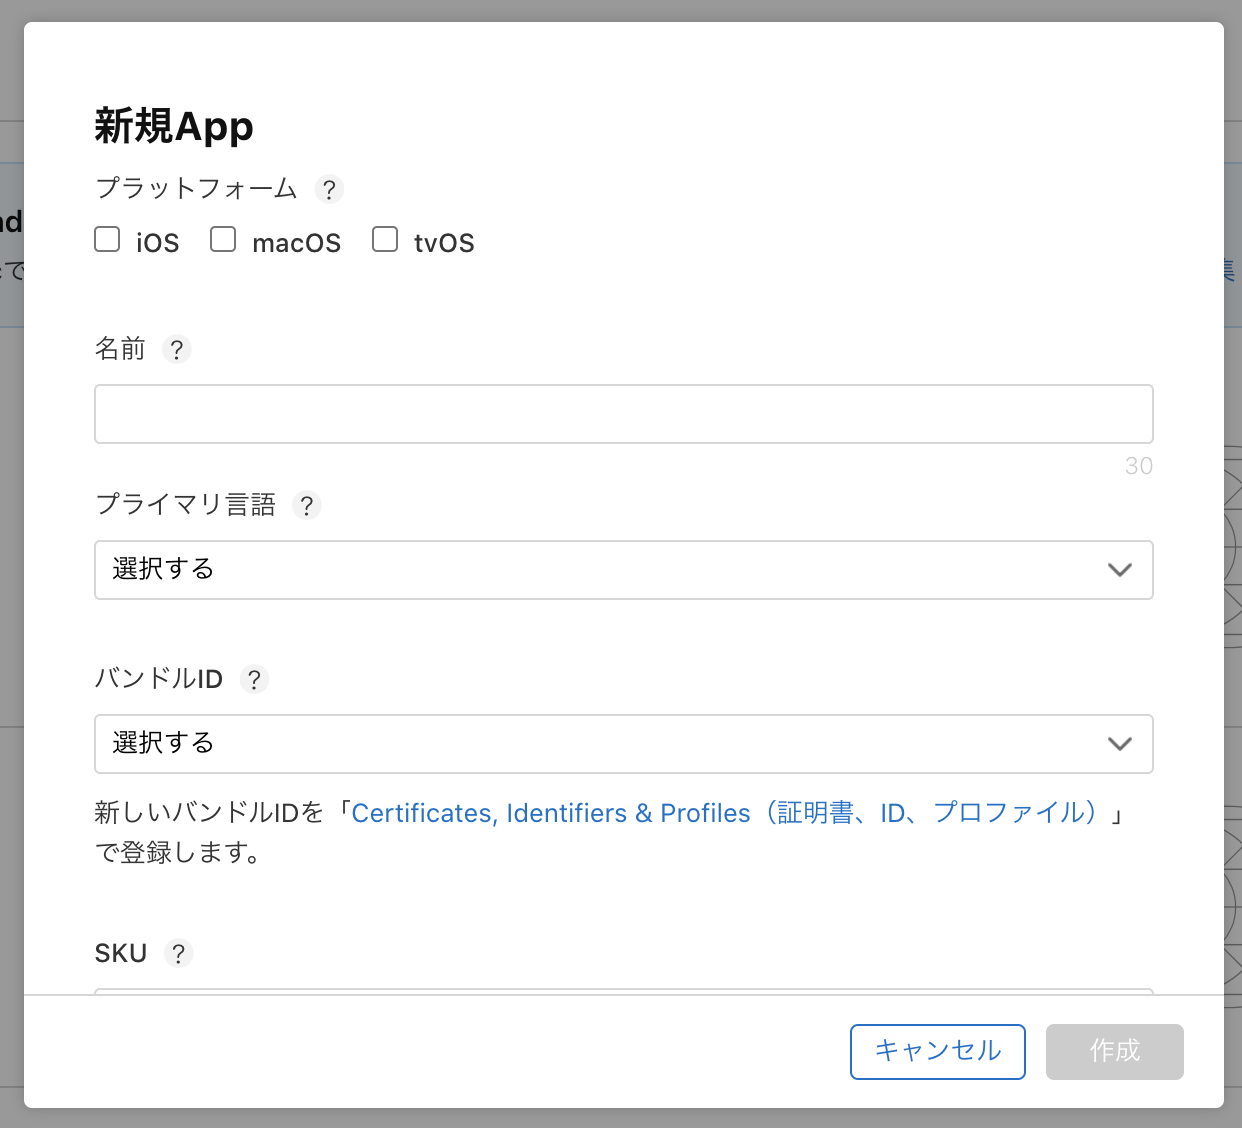 新規App
プラットフォーム ?
iOS macOS tvOS
名前 ?
30
プライマリ言語 ?
選択する
バンドルID ?
選択する
新しいバンドルIDを「Certificates, Identifiers & Profiles（証明書、ID、プロファイル）」
で登録します。
SKU ?
キャンセル 作成